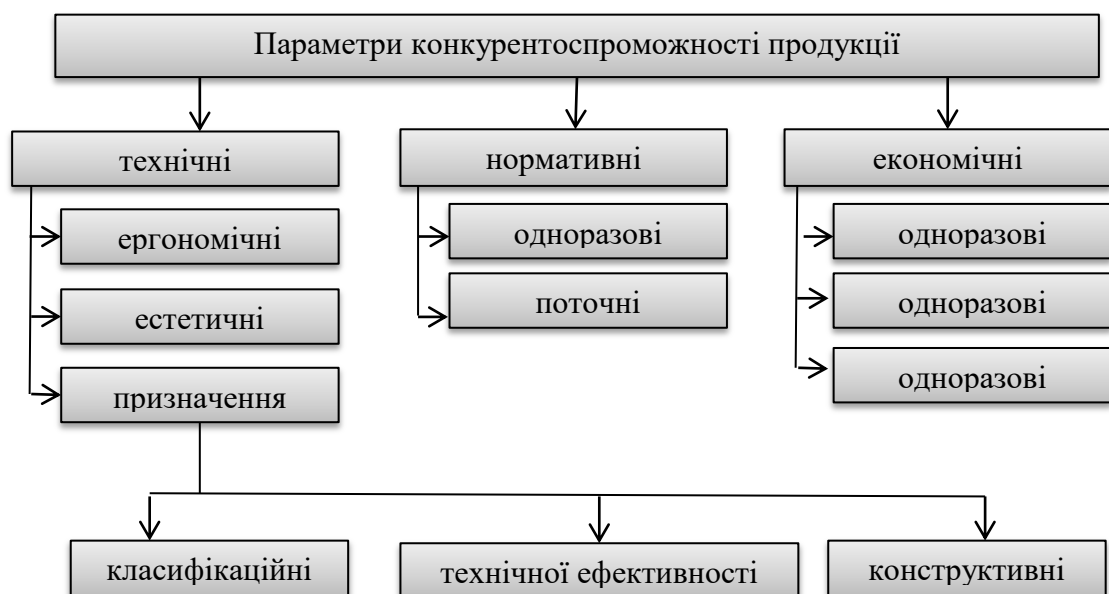 Параметри конкурентоспроможності продукції
технічні
нормативні
економічні
ергономічні
одноразові
одноразові
естетичні
поточні
одноразові
призначення
одноразові
класифікаційні
технічної ефективності
конструктивні